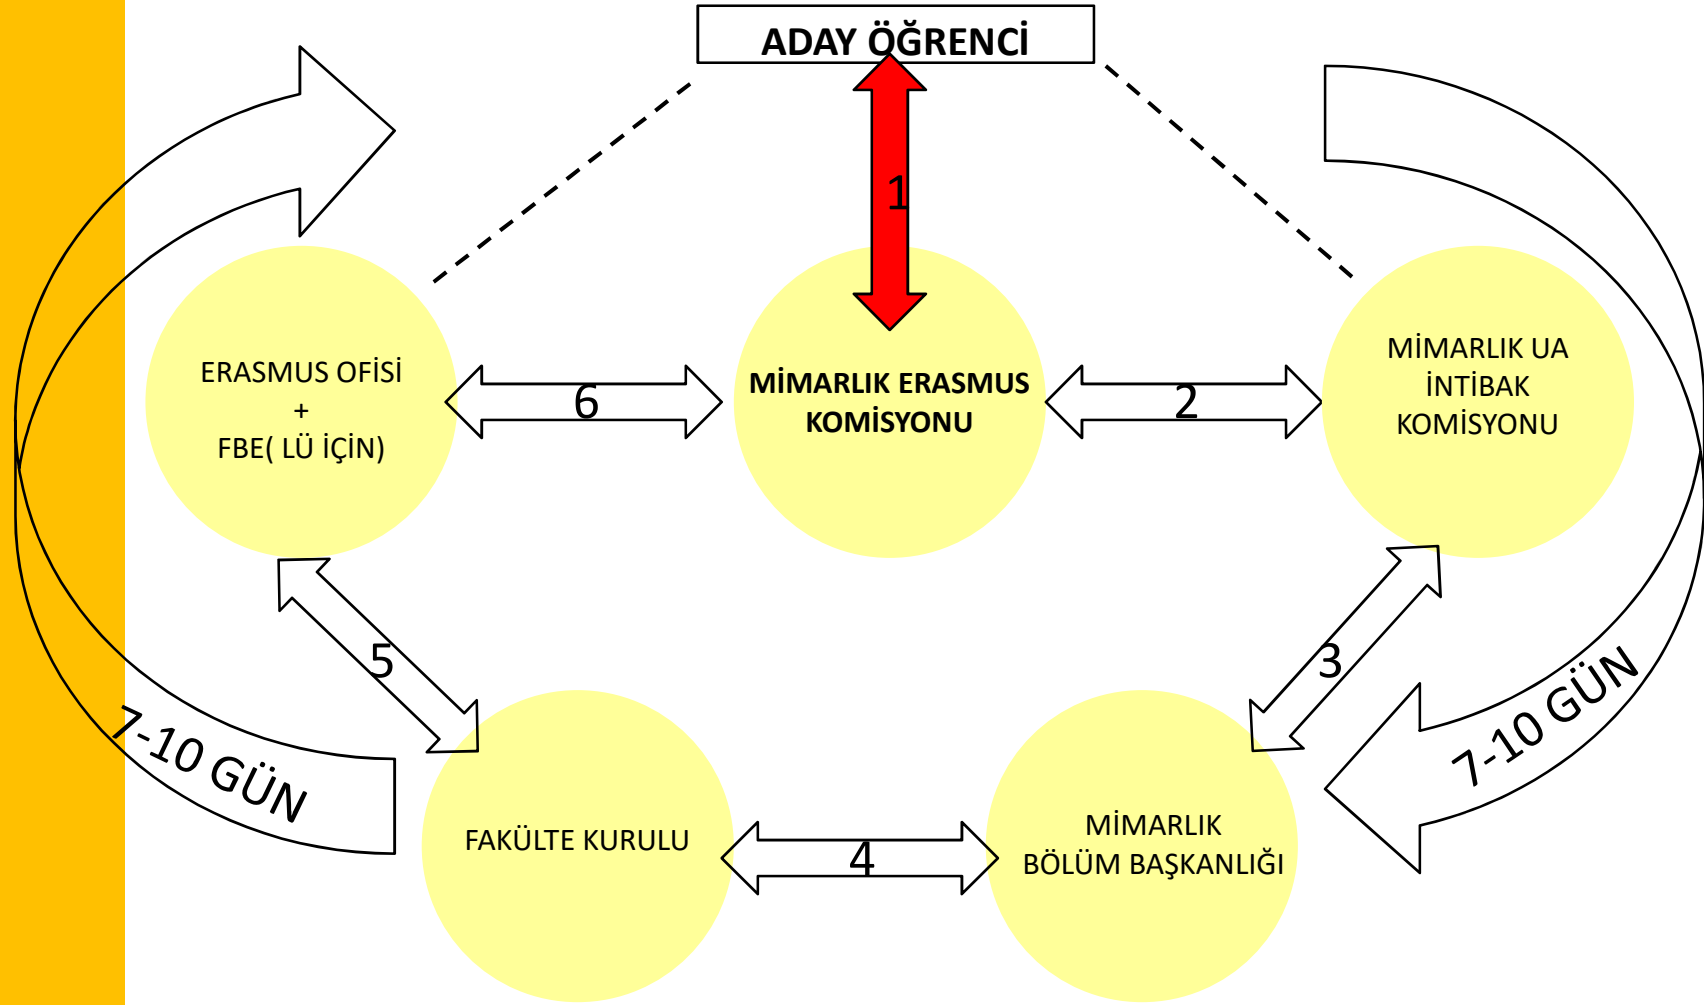 ADAY ÖĞRENCİ
1
ERASMUS OFİSİ
+
FBE( LÜ İÇİN)
6
MİMARLIK ERASMUS
KOMİSYONU
2
MİMARLIK UA
İNTİBAK
KOMİSYONU
5
3
7-10 GÜN
7-10 GÜN
FAKÜLTE KURULU
4
MİMARLIK
BÖLÜM BAŞKANLIĞI